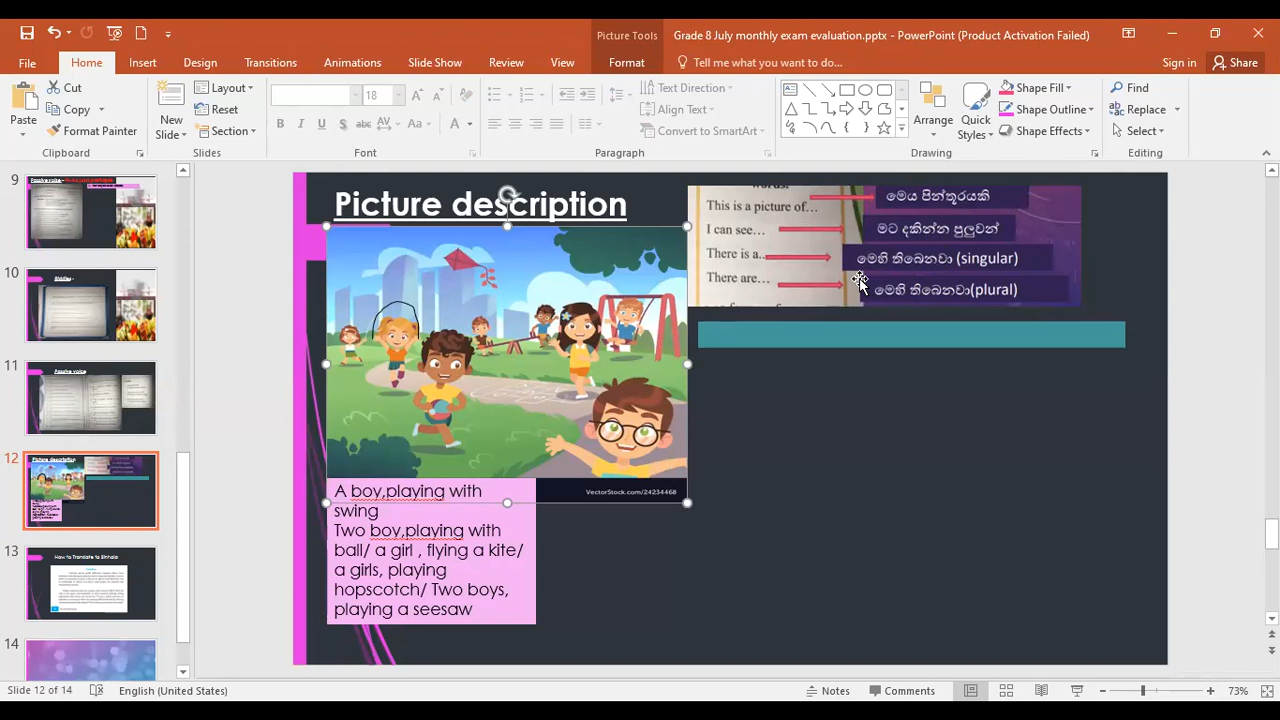 Picture Tools
Grade 8 July monthly exam evaluation.pptx - PowerPoint (Product Activation Failed)
File
Home
Insert
Design
Transitions
Animations
Slide Show
Review
View
Format
Tell me what you want to do...
Sign in
Share
Paste
Cut
Copy
Format Painter
Clipboard
New
Slide
Layout
Reset
Section
Slides
18
Font
Text Direction
Align Text
Convert to SmartArt
Paragraph
Arrange
Quick
Styles
Shape Fill
Shape Outline
Shape Effects
Drawing
Find
Replace
Select
Editing
9
10
11
Passive voice
12
Picture description
13
How to Translate to Sinhala
14
Picture description
words.
This is a picture of...
මෙය පින්තූරයකි
I can see...
මට දකින්න පුලුවන්
There is a..
මෙහි තිබෙනවා (singular)
There are...
මෙහි තිබෙනවා(plural)
VectorStock.com/24234468
A boy,playing with
swing
Two boy,playing with
ball/ a girl , flying a kite/
a girls, playing
hopscotch/ Two boys,
playing a seesaw
Slide 12 of 14
English (United States)
Notes
Comments
73%